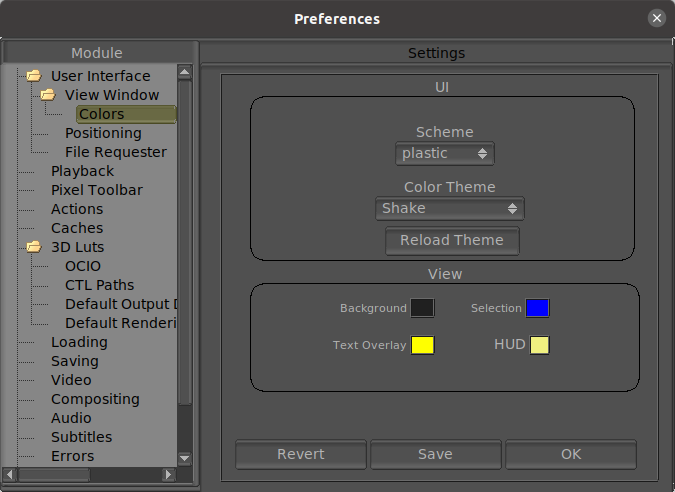 Preferences
Module
Settings
User Interface
View Window
Colors
Positioning
File Requester
Playback
Pixel Toolbar
Actions
Caches
3D Luts
OCIO
CTL Paths
Default Output D
Default Renderi
Loading
Saving
Video
Compositing
Audio
Subtitles
Errors
UI
Scheme
plastic
Color Theme
Shake
Reload Theme
View
Background
Selection
Text Overlay
HUD
Revert
Save
OK